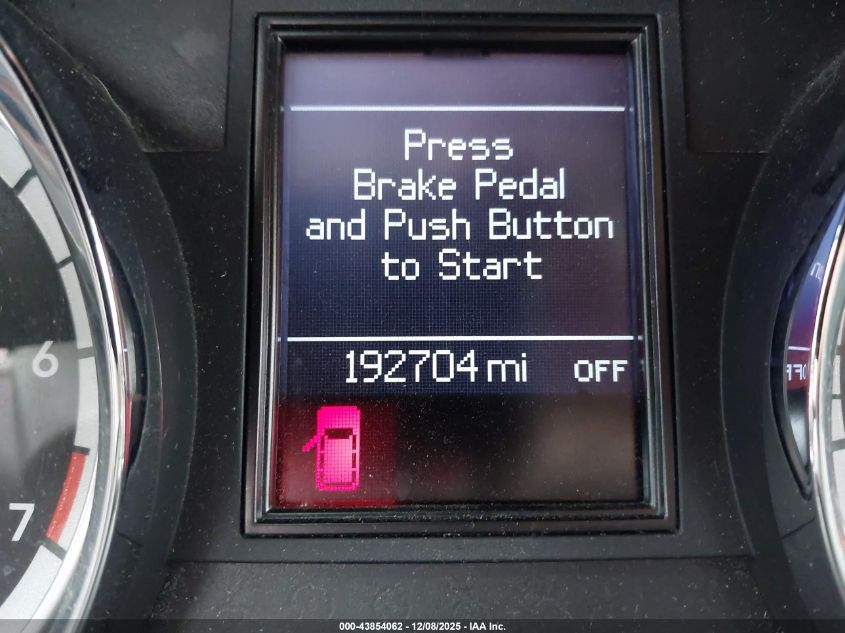 Press
Brake Pedal
and Push Button
to Start
192704 mi OFF
6
7
000-43854062 - 12/08/2025 - IAA Inc.